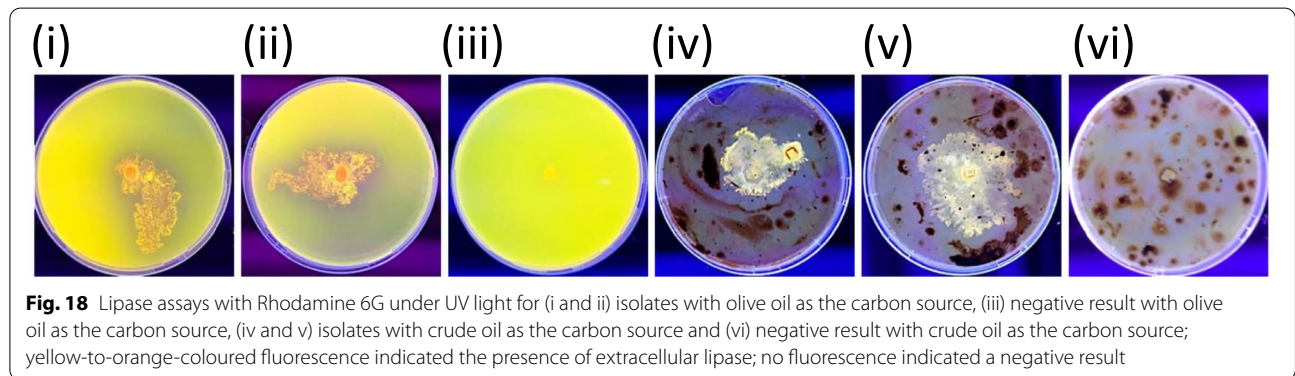 (i) (ii) (iii) (iv) (v) (vi)
Fig. 18 Lipase assays with Rhodamine 6G under UV light for (i and ii) isolates with olive oil as the carbon source, (iii) negative result with olive
oil as the carbon source, (iv and v) isolates with crude oil as the carbon source and (vi) negative result with crude oil as the carbon source;
yellow-to-orange-coloured fluorescence indicated the presence of extracellular lipase; no fluorescence indicated a negative result